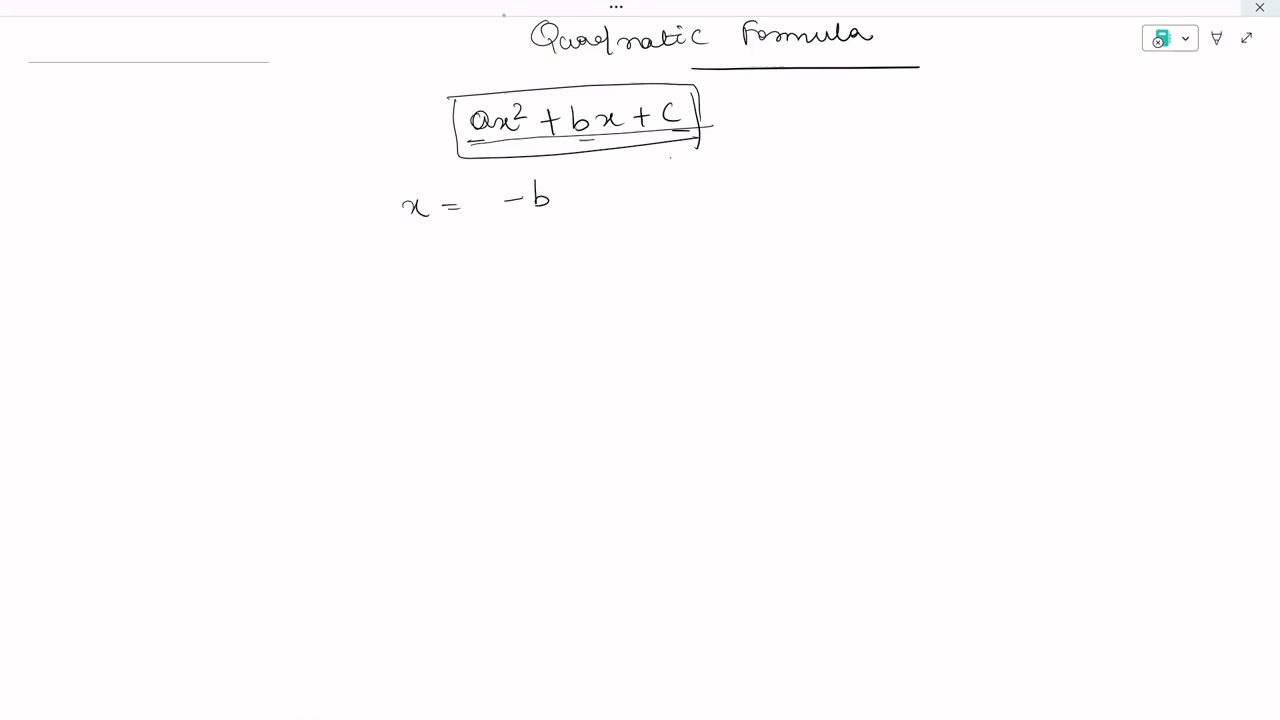 Quadratic Formula
ax² + bx + c
x = -b